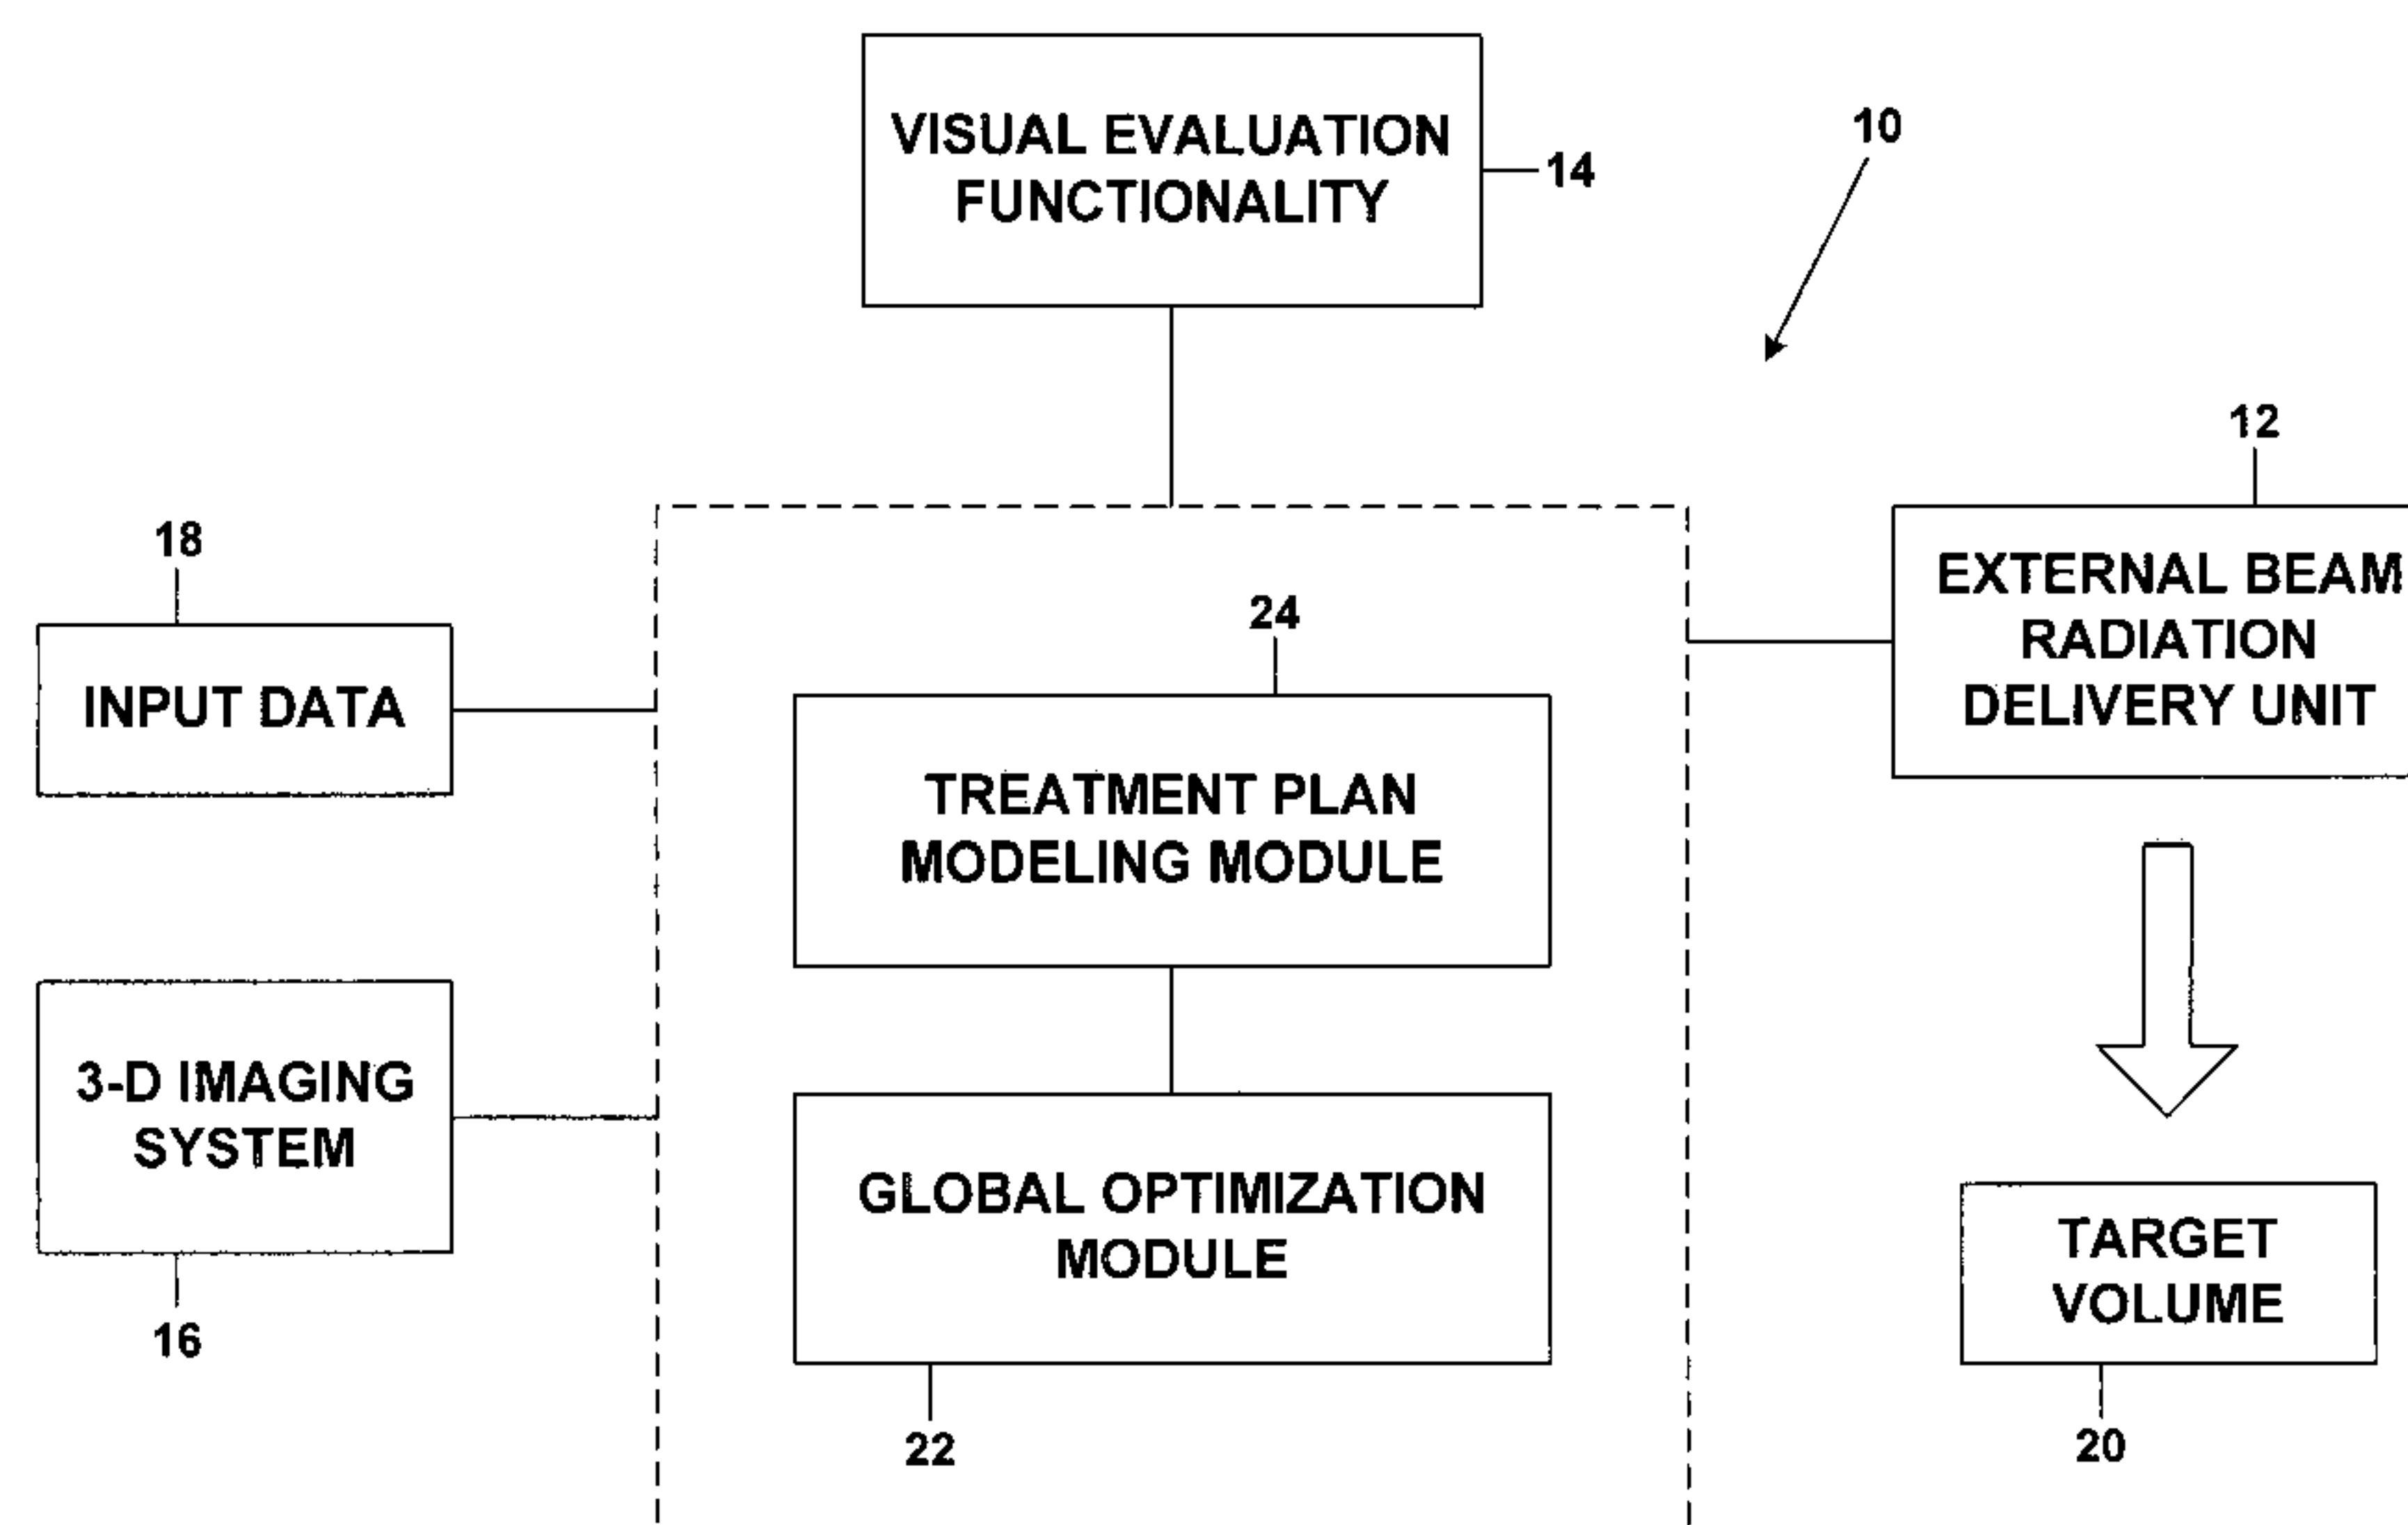 VISUAL EVALUATION
FUNCTIONALITY
14
10
12
EXTERNAL BEAM
RADIATION
DELIVERY UNIT
18
INPUT DATA
24
TREATMENT PLAN
MODELING MODULE
3-D IMAGING
SYSTEM
16
GLOBAL OPTIMIZATION
MODULE
22
TARGET
VOLUME
20